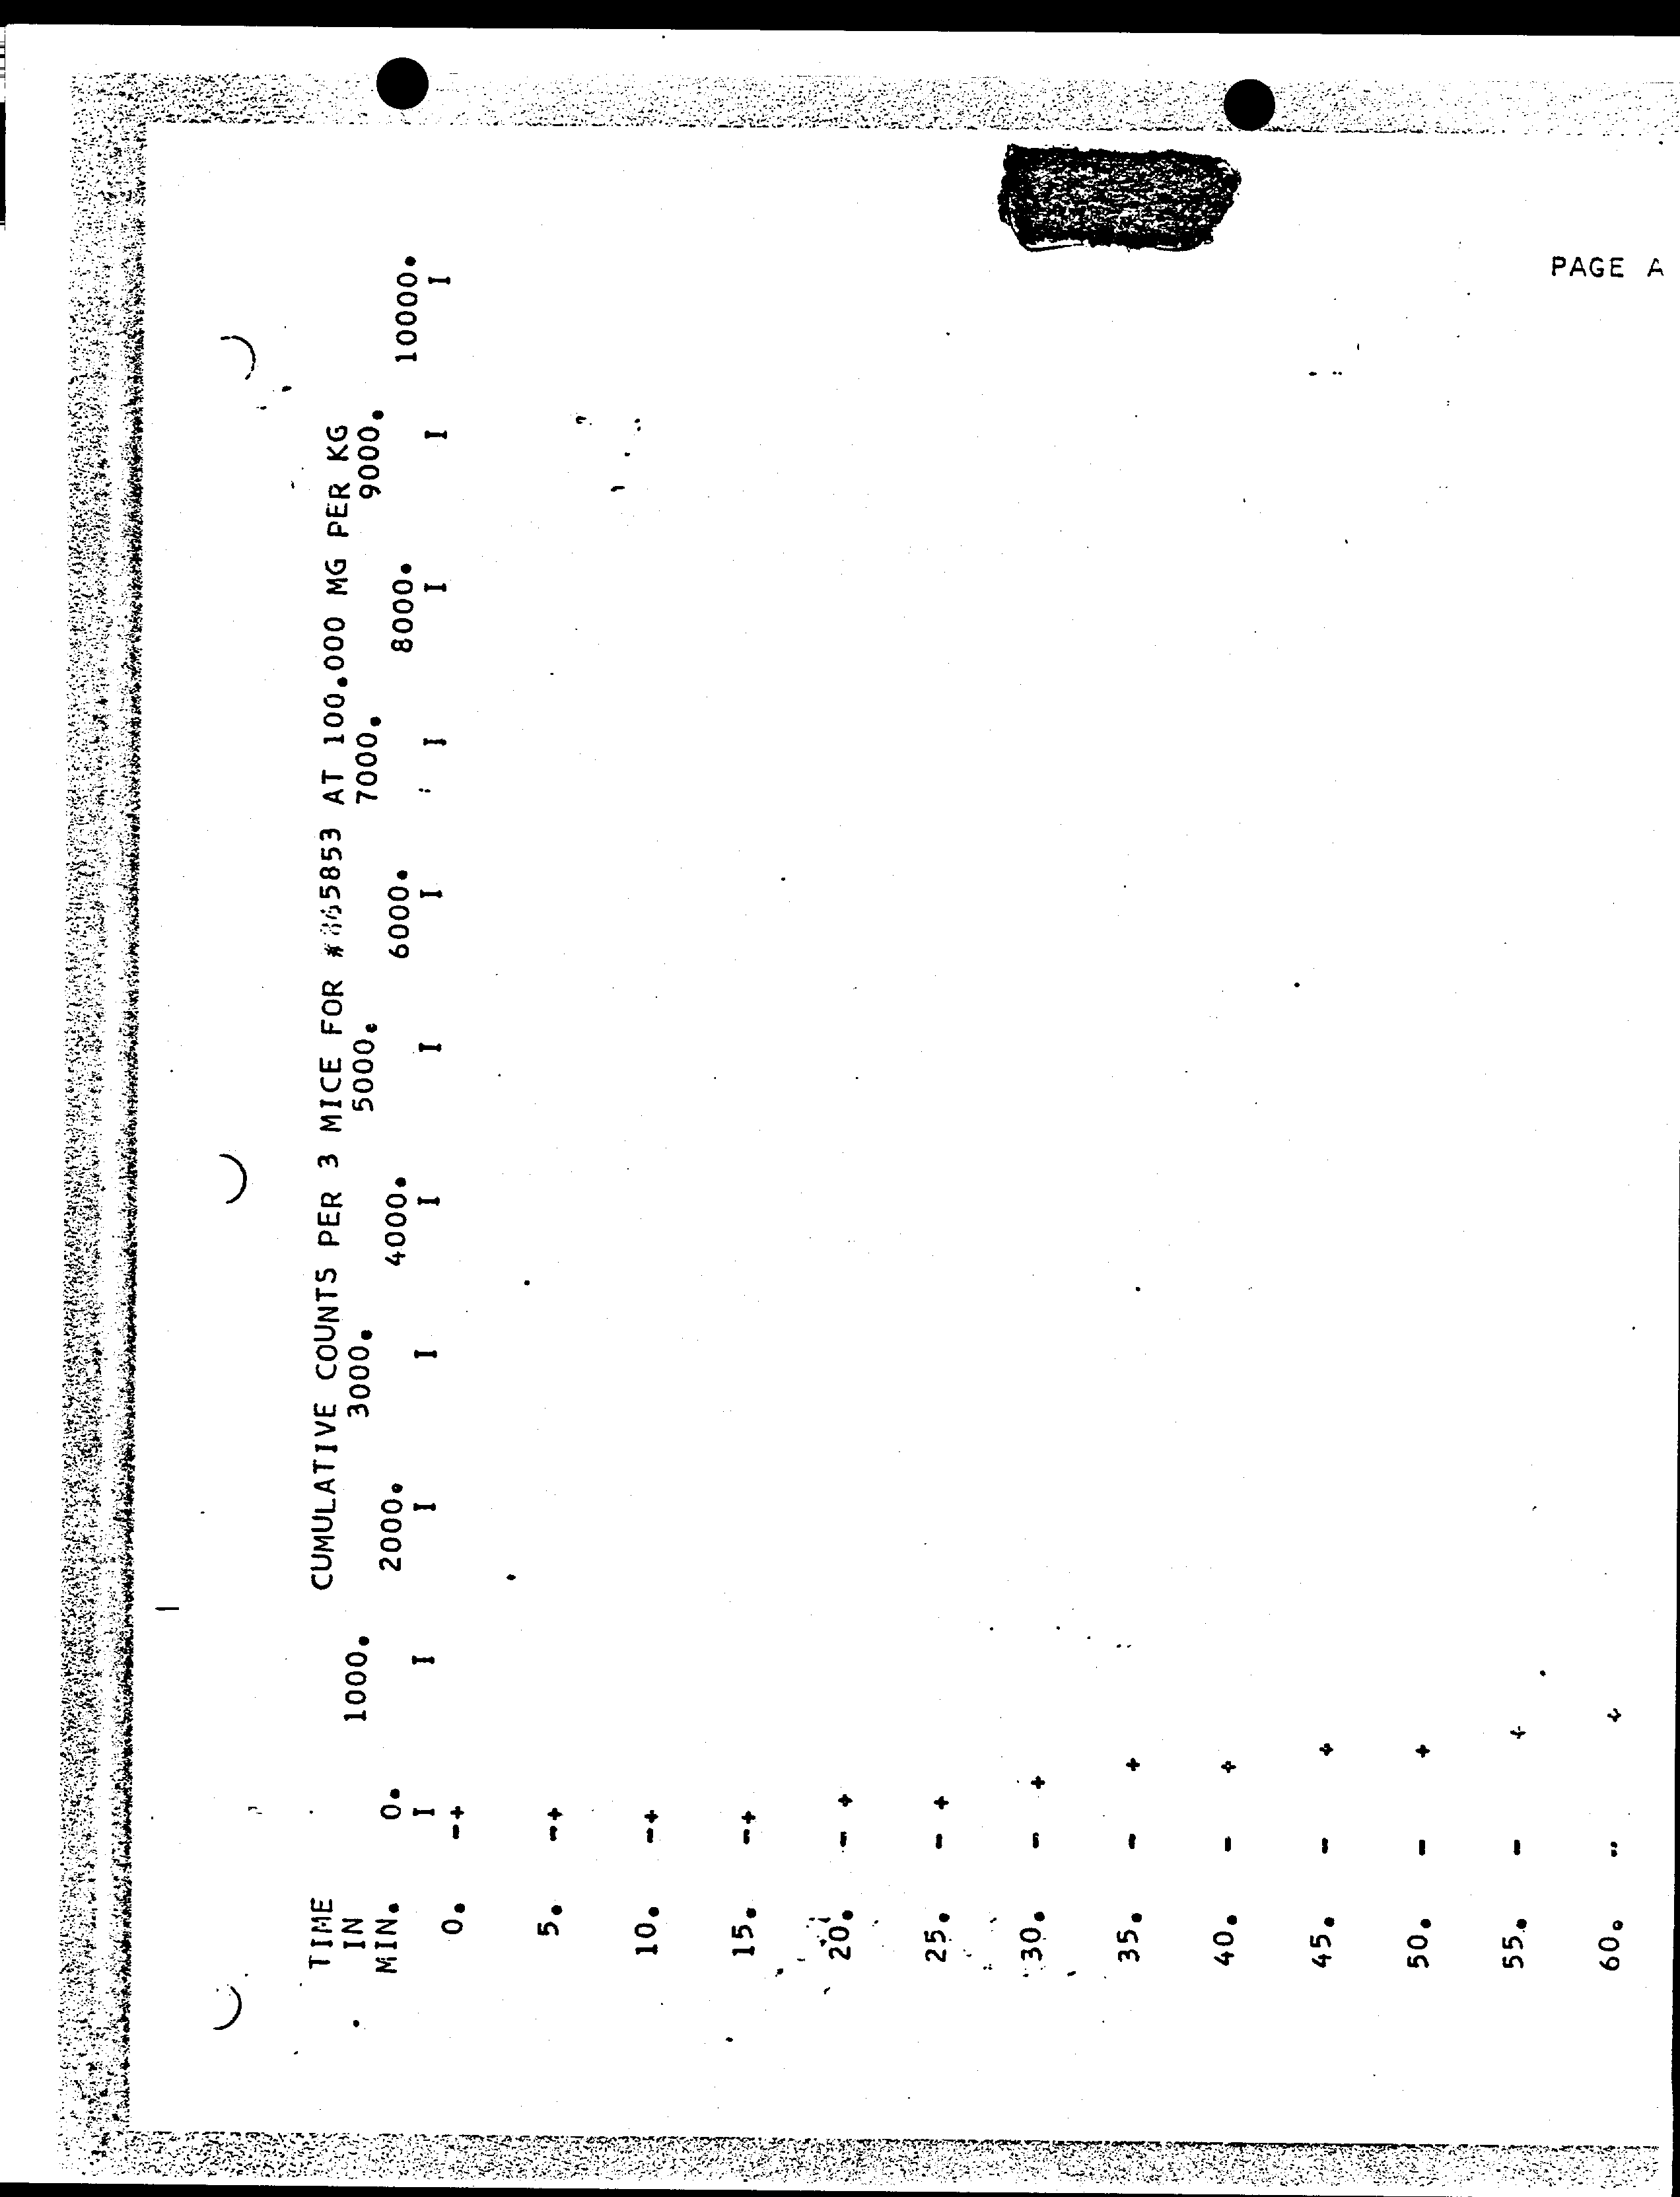 CUMULATIVE COUNTS PER 3 MICE FOR AT 100.000 MG PER KG
TIME
IN 1000. 3000. 5000. 7000. 9000.
MIN. 0. 2000. 4000. 6000. 8000. 10000.
I I I I I I I I I I I
0. -+
5. -+
10. -+
15. -+
20. - +
25. - +
30. - +
35. - +
40. - +
45. - +
50. - +
55. - +
60. - +
PAGE A